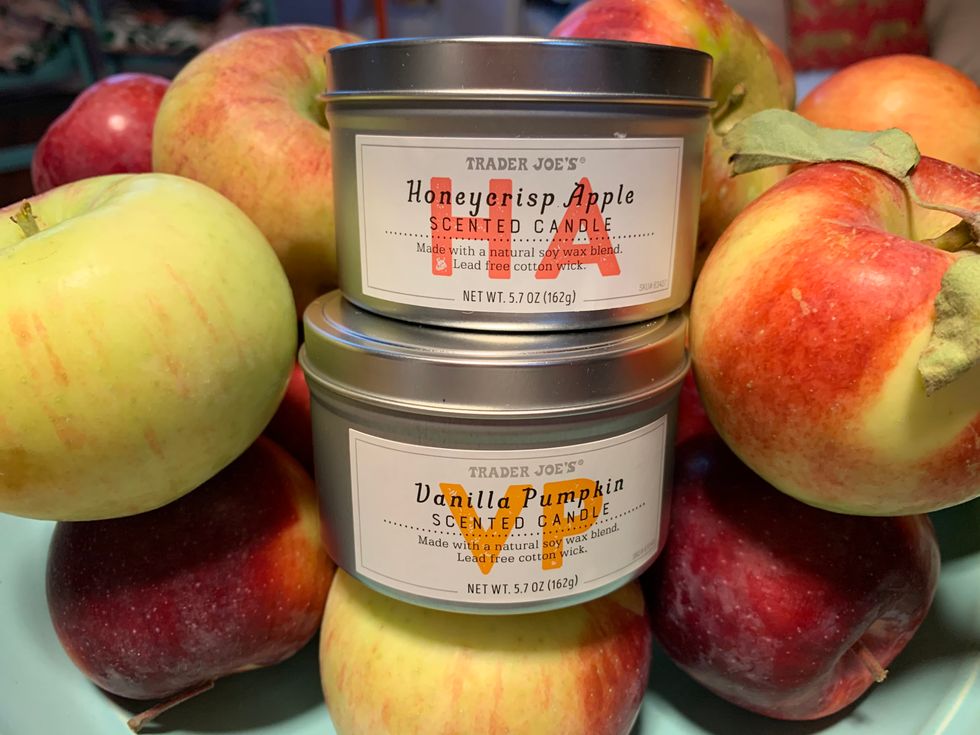 TRADER JOE'S®
HA
Honeycrisp Apple
SCENTED CANDLE
Made with a natural soy wax blend.
Lead free cotton wick.
NET WT. 5.7 OZ (162g)
TRADER JOE'S®
VP
Vanilla Pumpkin
SCENTED CANDLE
Made with a natural soy wax blend.
Lead free cotton wick.
NET WT. 5.7 OZ (162g)